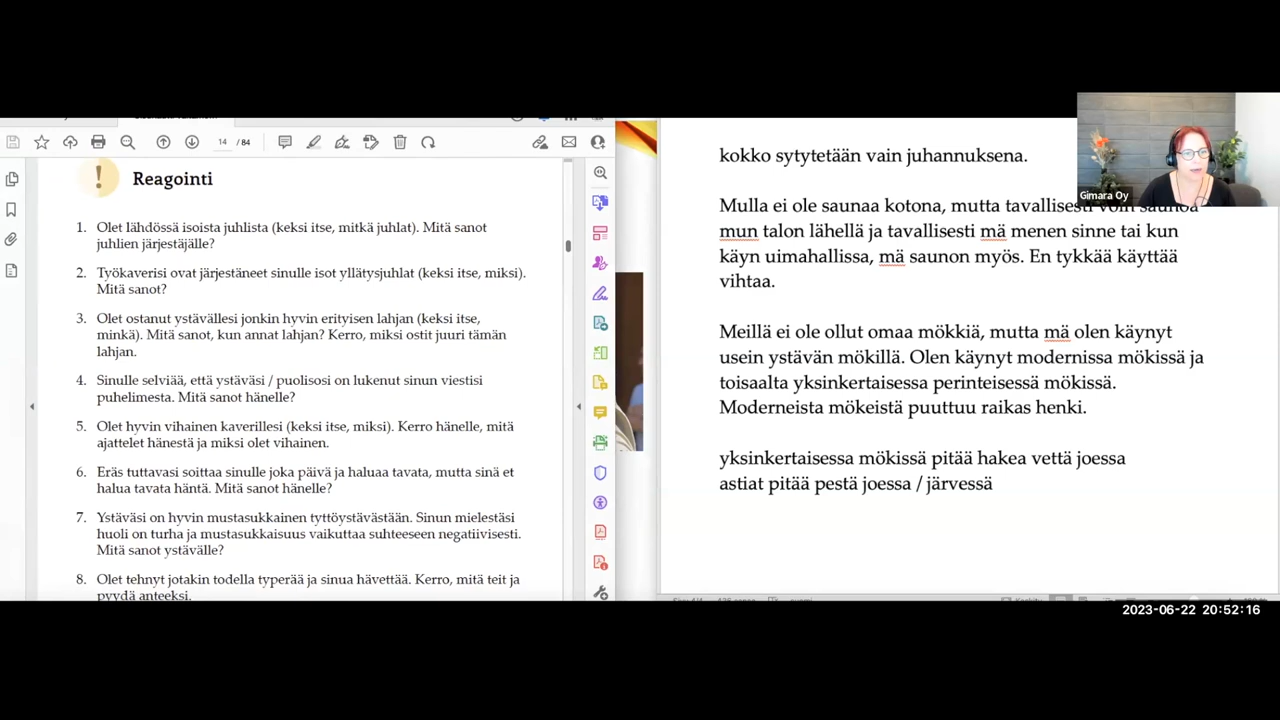 14 / 84
! Reagointi
1. Olet lähdössä isoista juhlista (keksi itse, mitkä juhlat). Mitä sanot
juhlien järjestäjälle?
2. Työkaverisi ovat järjestäneet sinulle isot yllätysjuhlat (keksi itse, miksi).
Mitä sanot?
3. Olet ostanut ystävällesi jonkin hyvin erityisen lahjan (keksi itse,
minkä). Mitä sanot, kun annat lahjan? Kerro, miksi ostit juuri tämän
lahjan.
4. Sinulle selviää, että ystäväsi / puolisosi on lukenut sinun viestisi
puhelimesta. Mitä sanot hänelle?
5. Olet hyvin vihainen kaverillesi (keksi itse, miksi). Kerro hänelle, mitä
ajattelet hänestä ja miksi olet vihainen.
6. Eräs tuttavasi soittaa sinulle joka päivä ja haluaa tavata, mutta sinä et
halua tavata häntä. Mitä sanot hänelle?
7. Ystäväsi on hyvin mustasukkainen tyttöystävästään. Sinun mielestäsi
huoli on turha ja mustasukkaisuus vaikuttaa suhteeseen negatiivisesti.
Mitä sanot ystävälle?
8. Olet tehnyt jotakin todella typerää ja sinua hävettää. Kerro, mitä teit ja
pyydä anteeksi.
kokko sytytetään vain juhannuksena.
Mulla ei ole saunaa kotona, mutta tavallisesti voin saunoa
mun talon lähellä ja tavallisesti mä menen sinne tai kun
käyn uimahallissa, mä saunon myös. En tykkää käyttää
vihtaa.
Meillä ei ole ollut omaa mökkiä, mutta mä olen käynyt
usein ystävän mökillä. Olen käynyt modernissa mökissä ja
toisaalta yksinkertaisessa perinteisessä mökissä.
Moderneista mökeistä puuttuu raikas henki.
yksinkertaisessa mökissä pitää hakea vettä joessa
astiat pitää pestä joessa / järvessä
Gimara Oy
2023-06-22 20:52:16